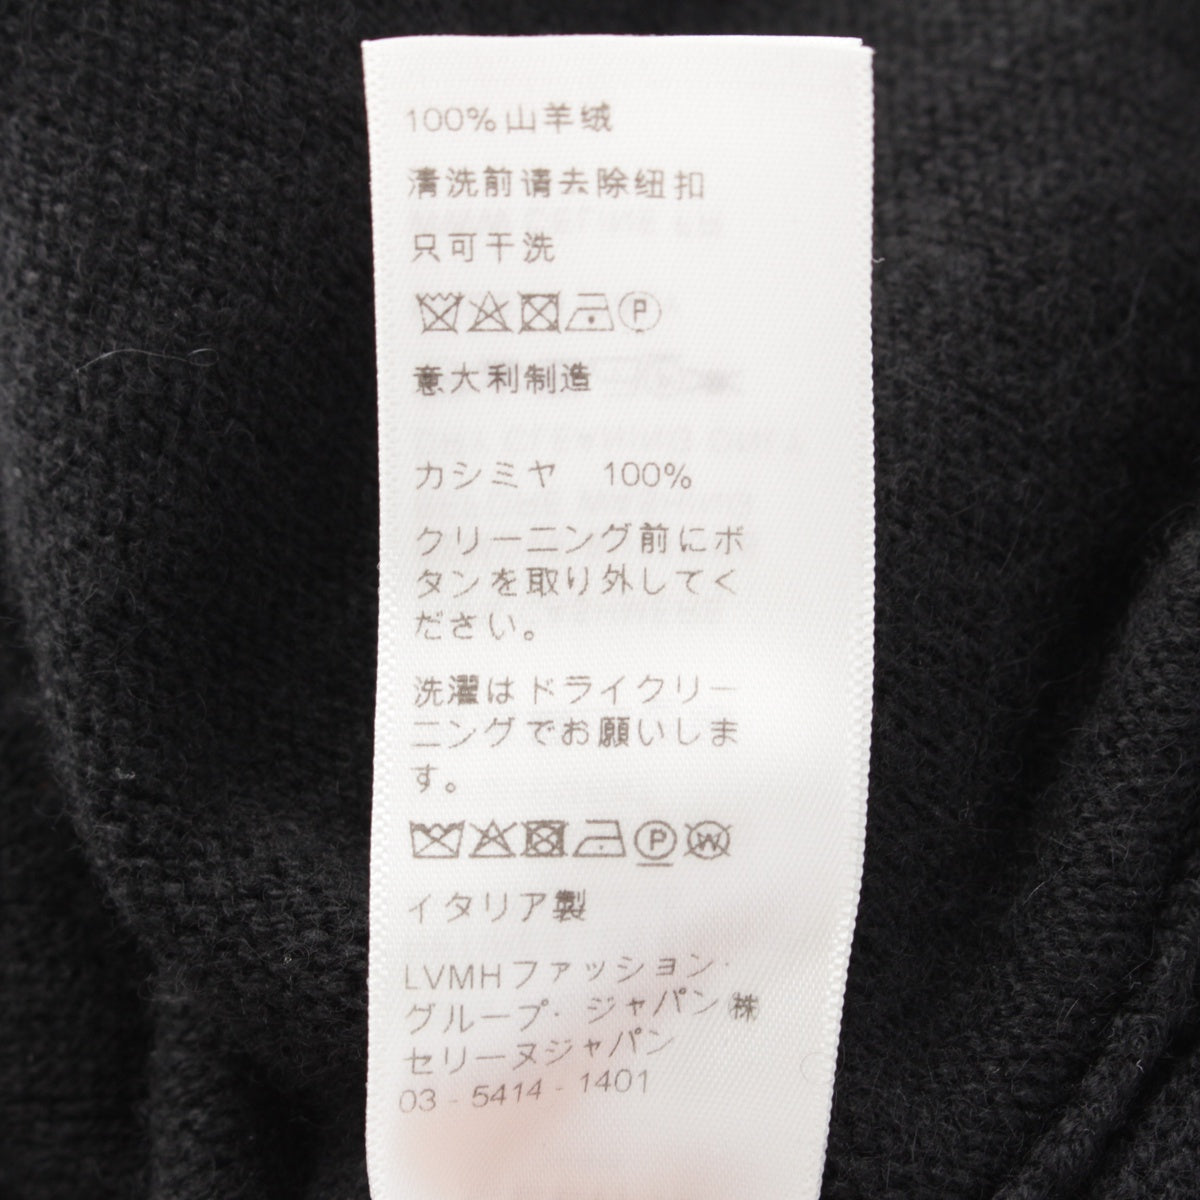 100%山羊绒
清洗前请去除纽扣
只可干洗
P
意大利制造
カシミヤ 100%
クリーニング前にボ
タンを取り外してく
ださい。
洗濯はドライクリー
ニングでお願いしま
す。
P W
イタリア製
LVMHファッション・
グループ・ジャパン㈱
セリーヌジャパン
03 - 5414 - 1401